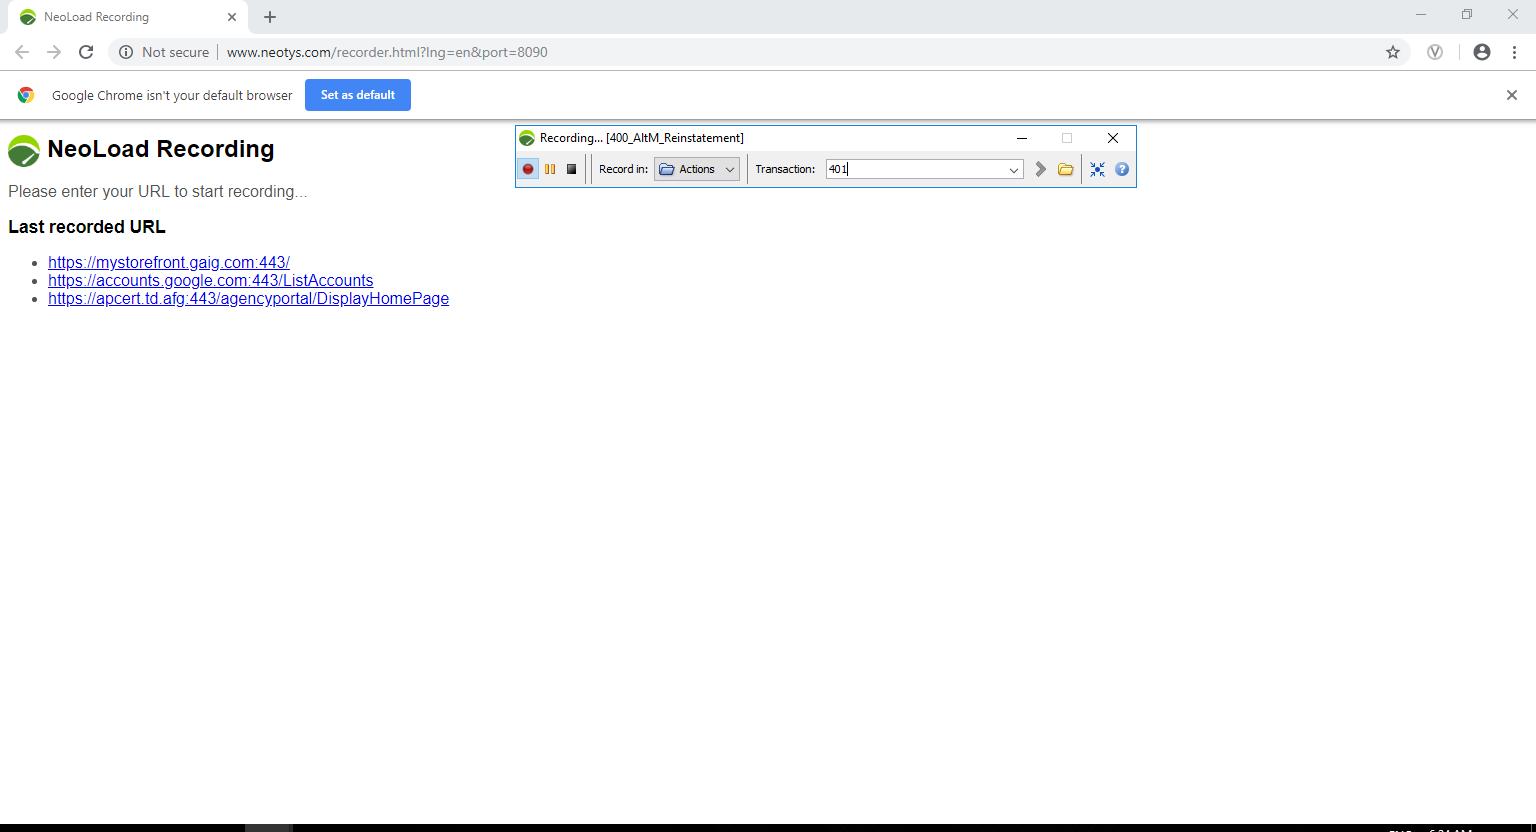 NeoLoad Recording
Not secure
www.neotys.com/recorder.html?lng=en&port=8090
Google Chrome isn't your default browser
Set as default
NeoLoad Recording
Please enter your URL to start recording...
Last recorded URL
https://mystorefront.gaig.com:443/
https://accounts.google.com:443/ListAccounts
https://apcert.td.afg:443/agencyportal/DisplayHomePage
Recording... [400_AltM_Reinstatement]
Record in:
Actions
Transaction:
401